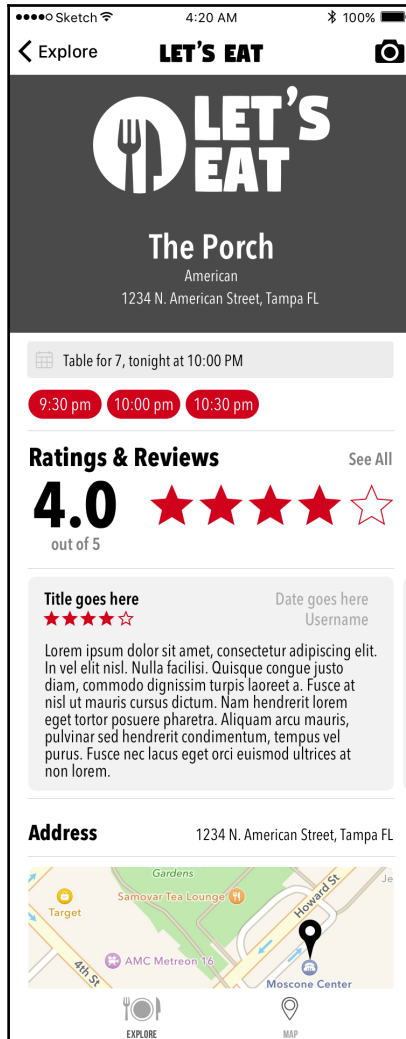 Sketch 4:20 AM 100%
Explore LET'S EAT
LET'S
EAT
The Porch
American
1234 N. American Street, Tampa FL
Table for 7, tonight at 10:00 PM
9:30 pm 10:00 pm 10:30 pm
Ratings & Reviews See All
4.0
out of 5
Title goes here Date goes here
Username
Lorem ipsum dolor sit amet, consectetur adipiscing elit.
In vel elit nisl. Nulla facilisi. Quisque congue justo
diam, commodo dignissim turpis laoreet a. Fusce at
nisl ut mauris cursus dictum. Nam hendrerit lorem
eget tortor posuere pharetra. Aliquam arcu mauris,
pulvinar sed hendrerit condimentum, tempus vel
purus. Fusce nec lacus eget orci euismod ultrices at
non lorem.
Address 1234 N. American Street, Tampa FL
Gardens
Je
Samovar Tea Lounge
Target
Howard St
AMC Metreon 16
4th St
Moscone Center
EXPLORE MAP